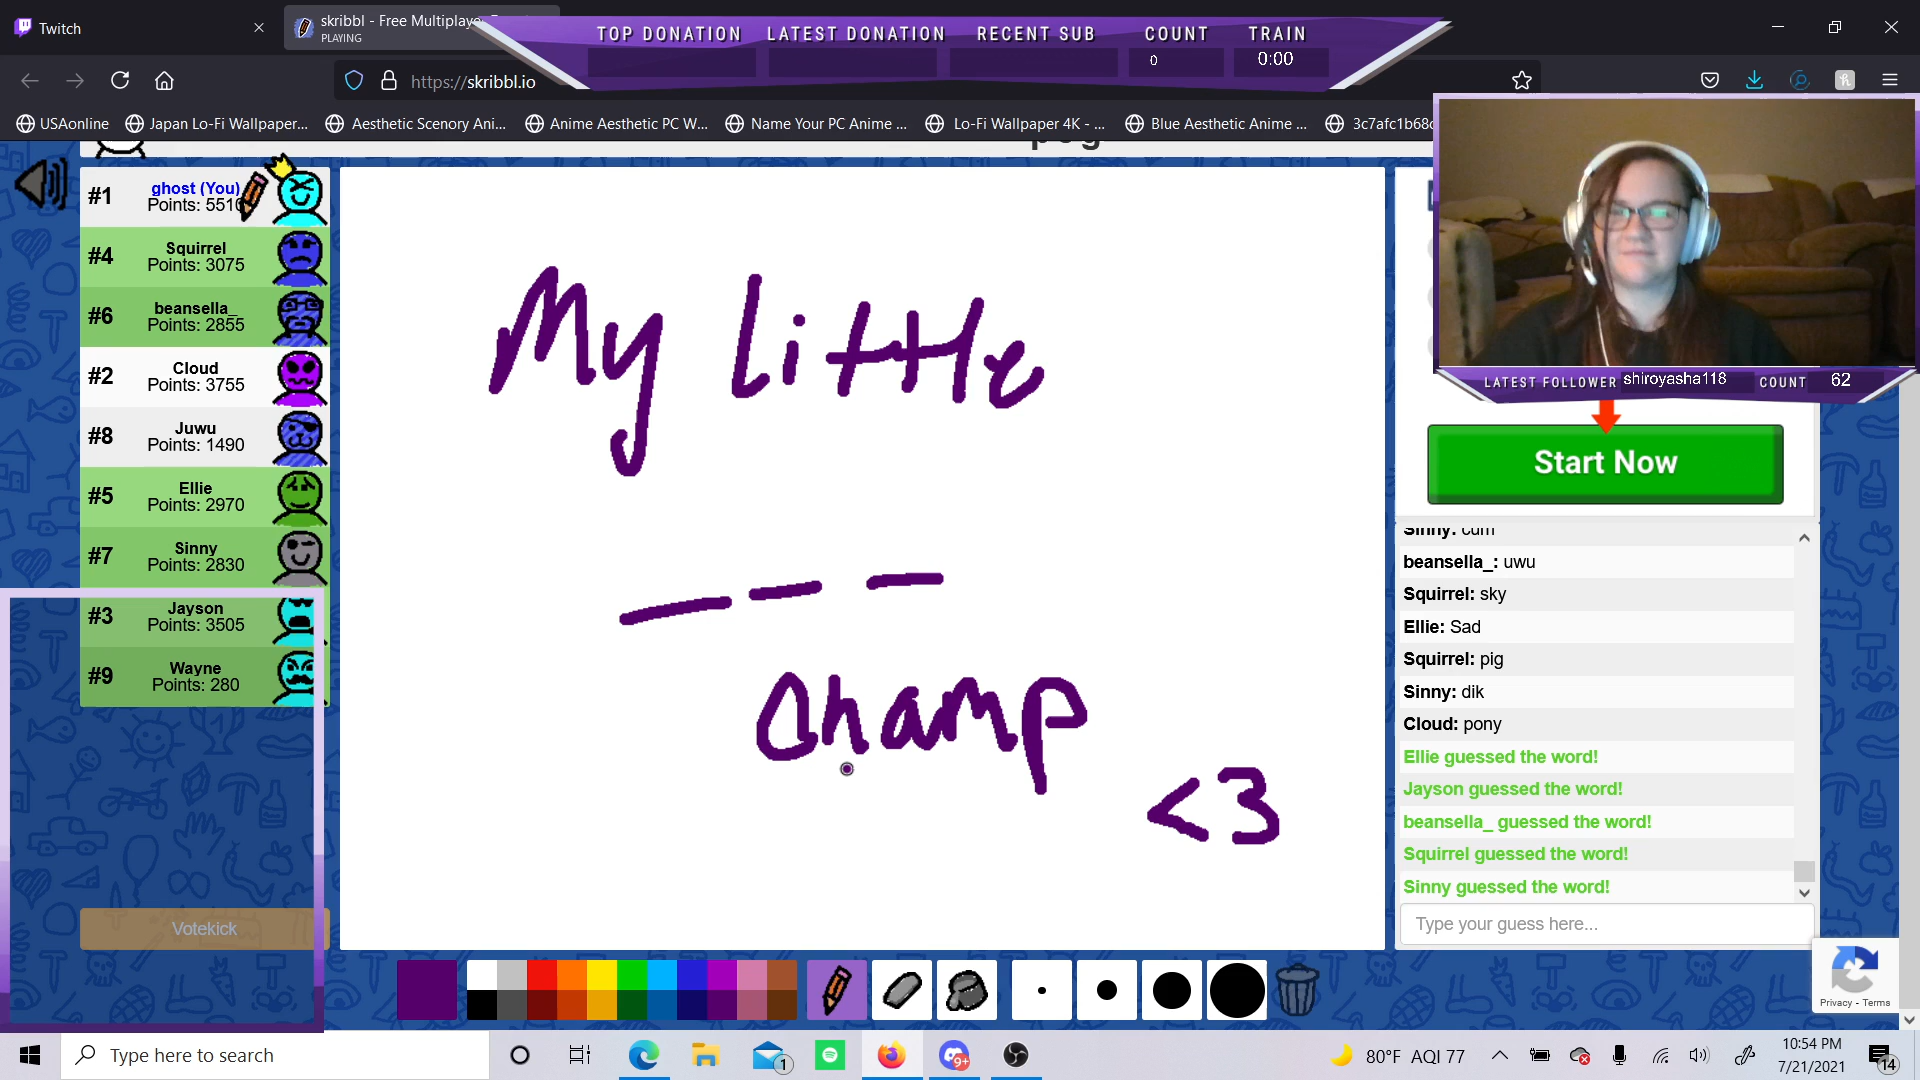 Twitch
skribbl - Free Multiplaye
PLAYING
TOP DONATION LATEST DONATION RECENT SUB COUNT TRAIN
0 0:00
https://skribbl.io
USAonline Japan Lo-Fi Wallpaper... Aesthetic Scenory Ani... Anime Aesthetic PC W... Name Your PC Anime ... Lo-Fi Wallpaper 4K - ... Blue Aesthetic Anime ... 3c7afc1b68c
#1 ghost (You)
Points: 5510
#4 Squirrel
Points: 3075
#6 beansella_
Points: 2855
#2 Cloud
Points: 3755
#8 Juwu
Points: 1490
#5 Ellie
Points: 2970
#7 Sinny
Points: 2830
#3 Jayson
Points: 3505
#9 Wayne
Points: 280
Votekick
My Little
_ _ _
champ
<3
LATEST FOLLOWER shiroyasha118 COUNT 62
Start Now
Sinny: cum
beansella_: uwu
Squirrel: sky
Ellie: Sad
Squirrel: pig
Sinny: dik
Cloud: pony
Ellie guessed the word!
Jayson guessed the word!
beansella_ guessed the word!
Squirrel guessed the word!
Sinny guessed the word!
Type your guess here...
Privacy - Terms
Type here to search
1
9+
80°F AQI 77
10:54 PM
7/21/2021
14